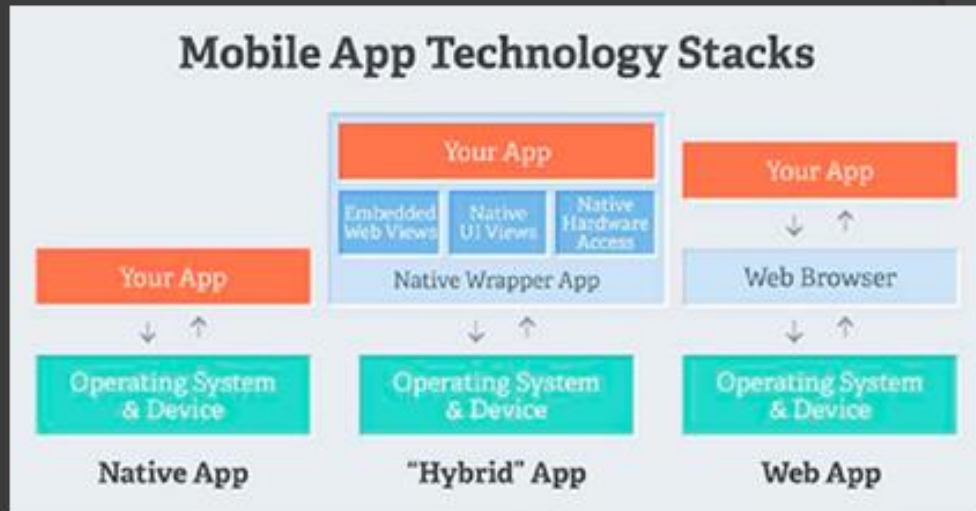 Mobile App Technology Stacks
Your App
Operating System
& Device
Native App
Your App
Embedded
Web Views
Native
UI Views
Native
Hardware
Access
Native Wrapper App
Operating System
& Device
"Hybrid" App
Your App
Web Browser
Operating System
& Device
Web App